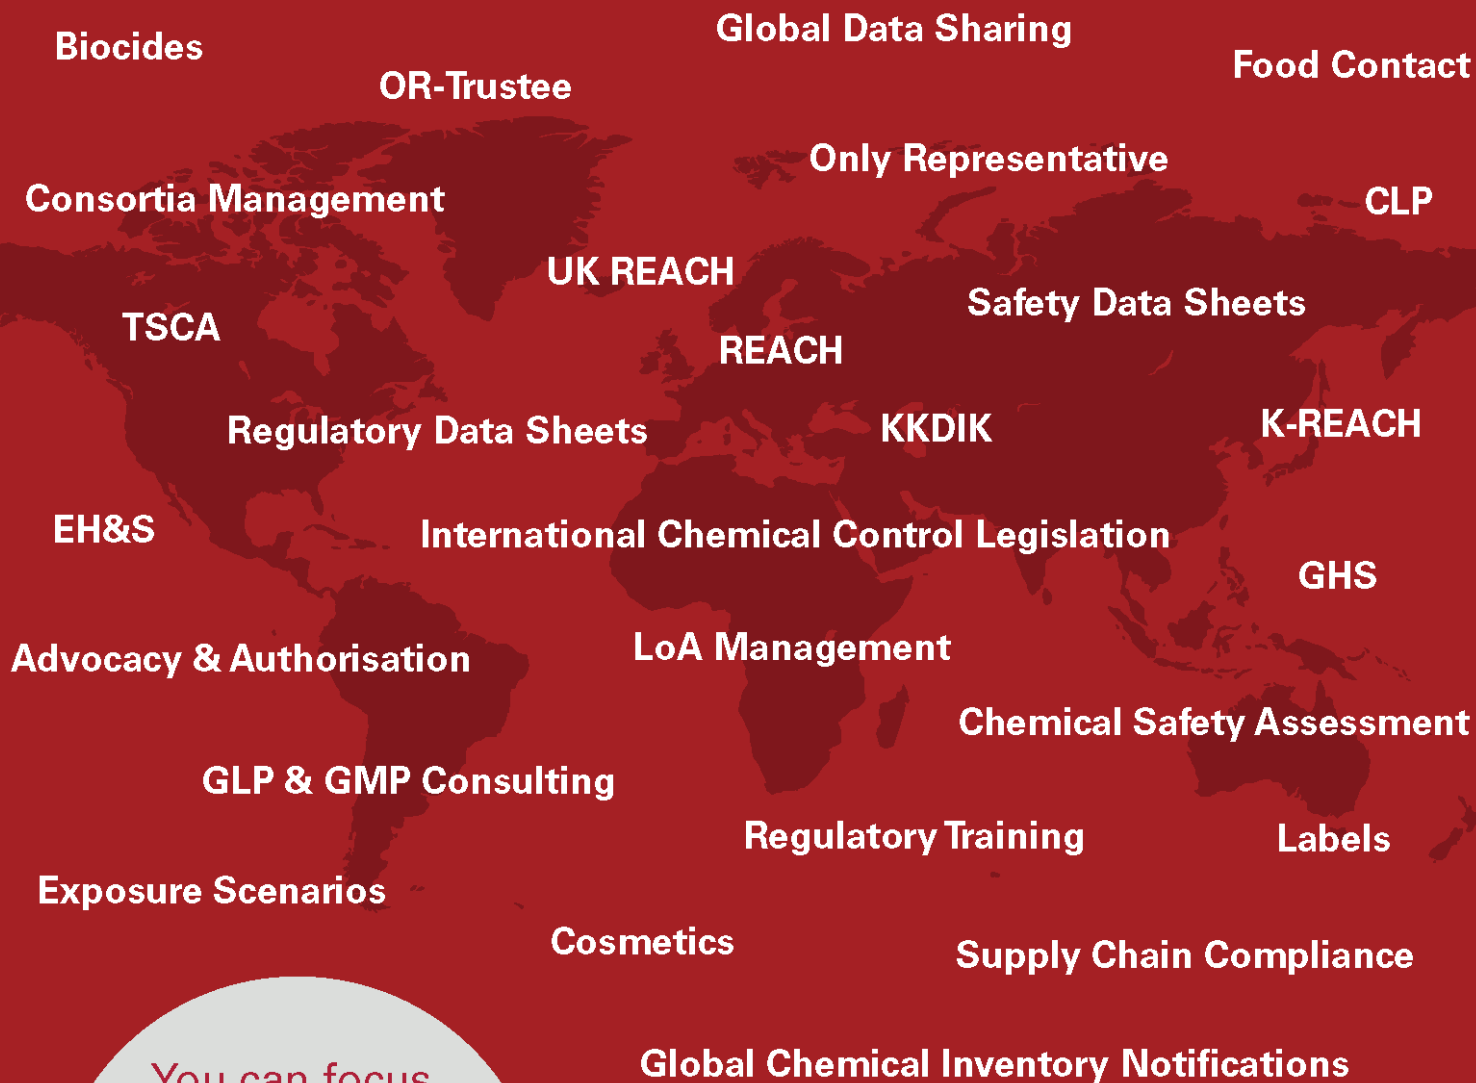 Global Data Sharing
Biocides
Food Contact
OR-Trustee
Only Representative
Consortia Management
CLP
UK REACH
Safety Data Sheets
TSCA
REACH
Regulatory Data Sheets
KKDIK
K-REACH
EH&S
International Chemical Control Legislation
GHS
Advocacy & Authorisation
LoA Management
Chemical Safety Assessment
GLP & GMP Consulting
Regulatory Training
Labels
Exposure Scenarios
Cosmetics
Supply Chain Compliance
Global Chemical Inventory Notifications
You can focus